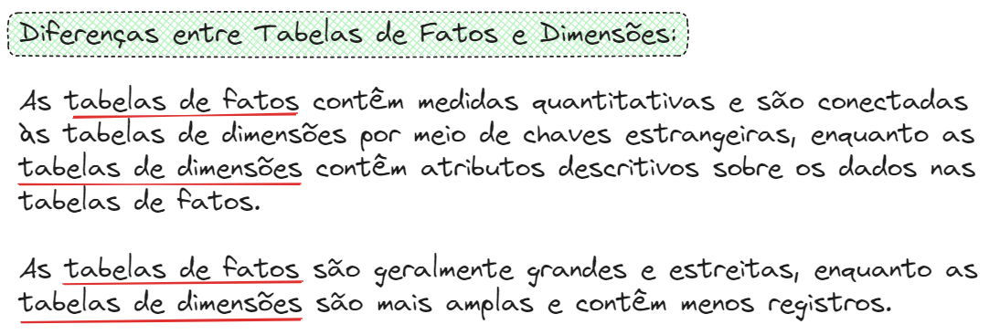 Diferenças entre Tabelas de Fatos e Dimensões:
As tabelas de fatos contêm medidas quantitativas e são conectadas
às tabelas de dimensões por meio de chaves estrangeiras, enquanto as
tabelas de dimensões contêm atributos descritivos sobre os dados nas
tabelas de fatos.
As tabelas de fatos são geralmente grandes e estreitas, enquanto as
tabelas de dimensões são mais amplas e contêm menos registros.